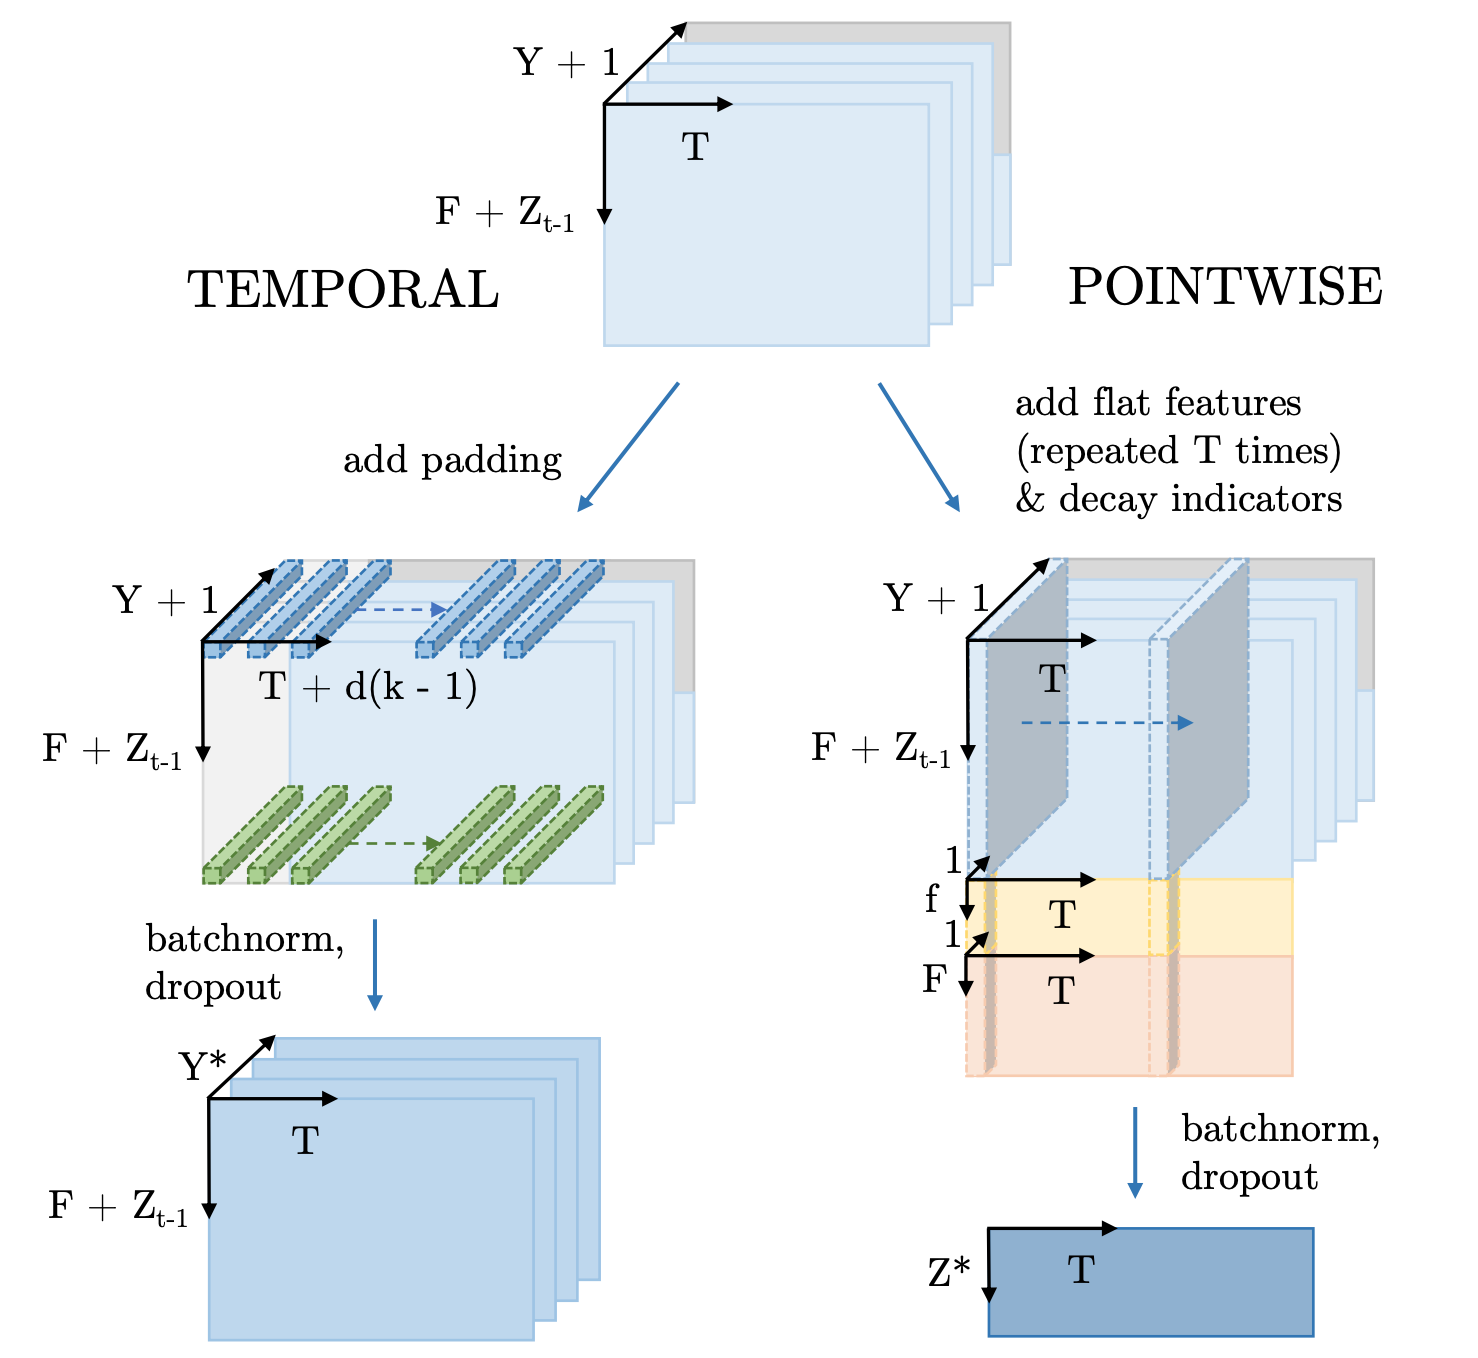 Y + 1
T
F + Z_{t-1}
TEMPORAL
POINTWISE
add padding
add flat features
(repeated T times)
& decay indicators
Y + 1
T + d(k - 1)
F + Z_{t-1}
Y + 1
T
F + Z_{t-1}
1
f
T
1
F
T
batchnorm,
dropout
Y*
T
F + Z_{t-1}
batchnorm,
dropout
Z*
T